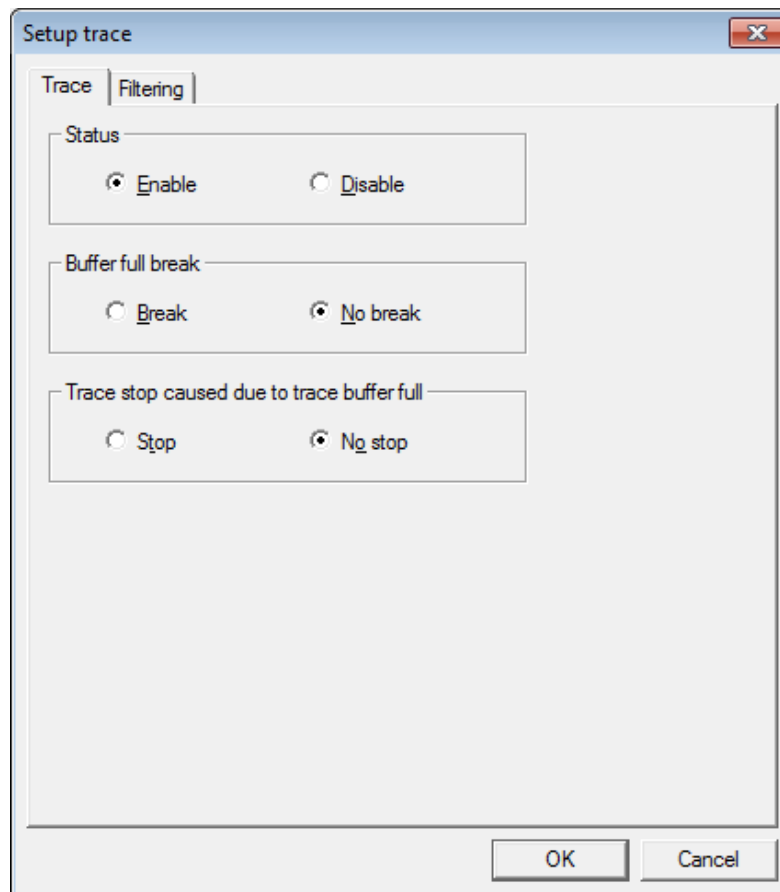 Setup trace
Trace Filtering
Status
Enable Disable
Buffer full break
Break No break
Trace stop caused due to trace buffer full
Stop No stop
OK Cancel